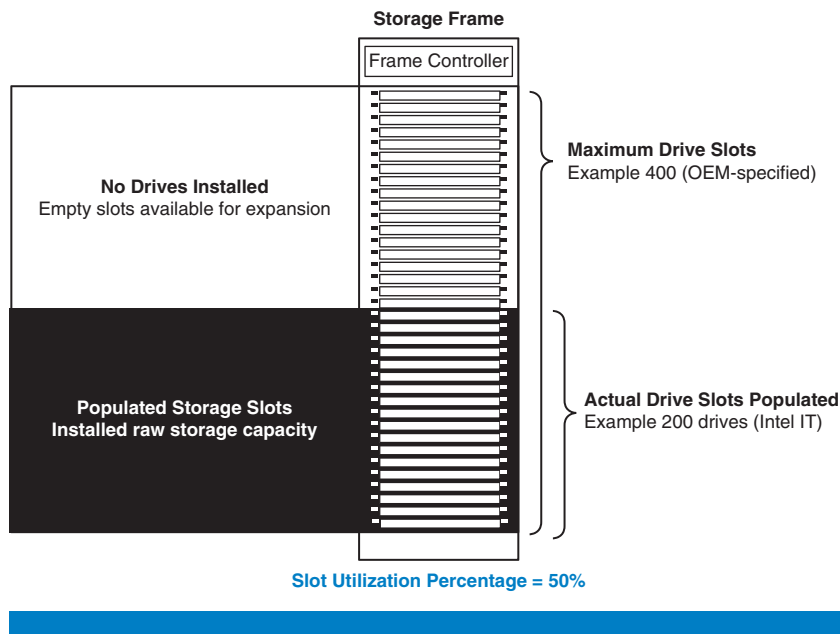 Storage Frame
Frame Controller
No Drives Installed
Empty slots available for expansion
Maximum Drive Slots
Example 400 (OEM-specified)
Populated Storage Slots
Installed raw storage capacity
Actual Drive Slots Populated
Example 200 drives (Intel IT)
Slot Utilization Percentage = 50%